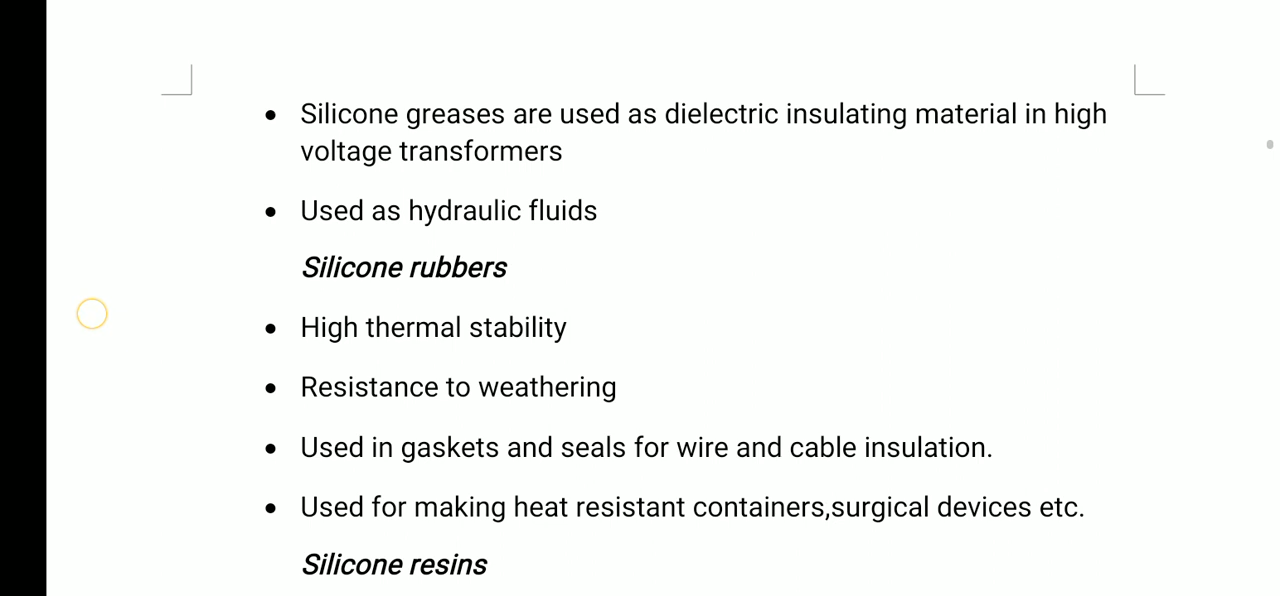 • Silicone greases are used as dielectric insulating material in high
voltage transformers
• Used as hydraulic fluids
Silicone rubbers
• High thermal stability
• Resistance to weathering
• Used in gaskets and seals for wire and cable insulation.
• Used for making heat resistant containers,surgical devices etc.
Silicone resins